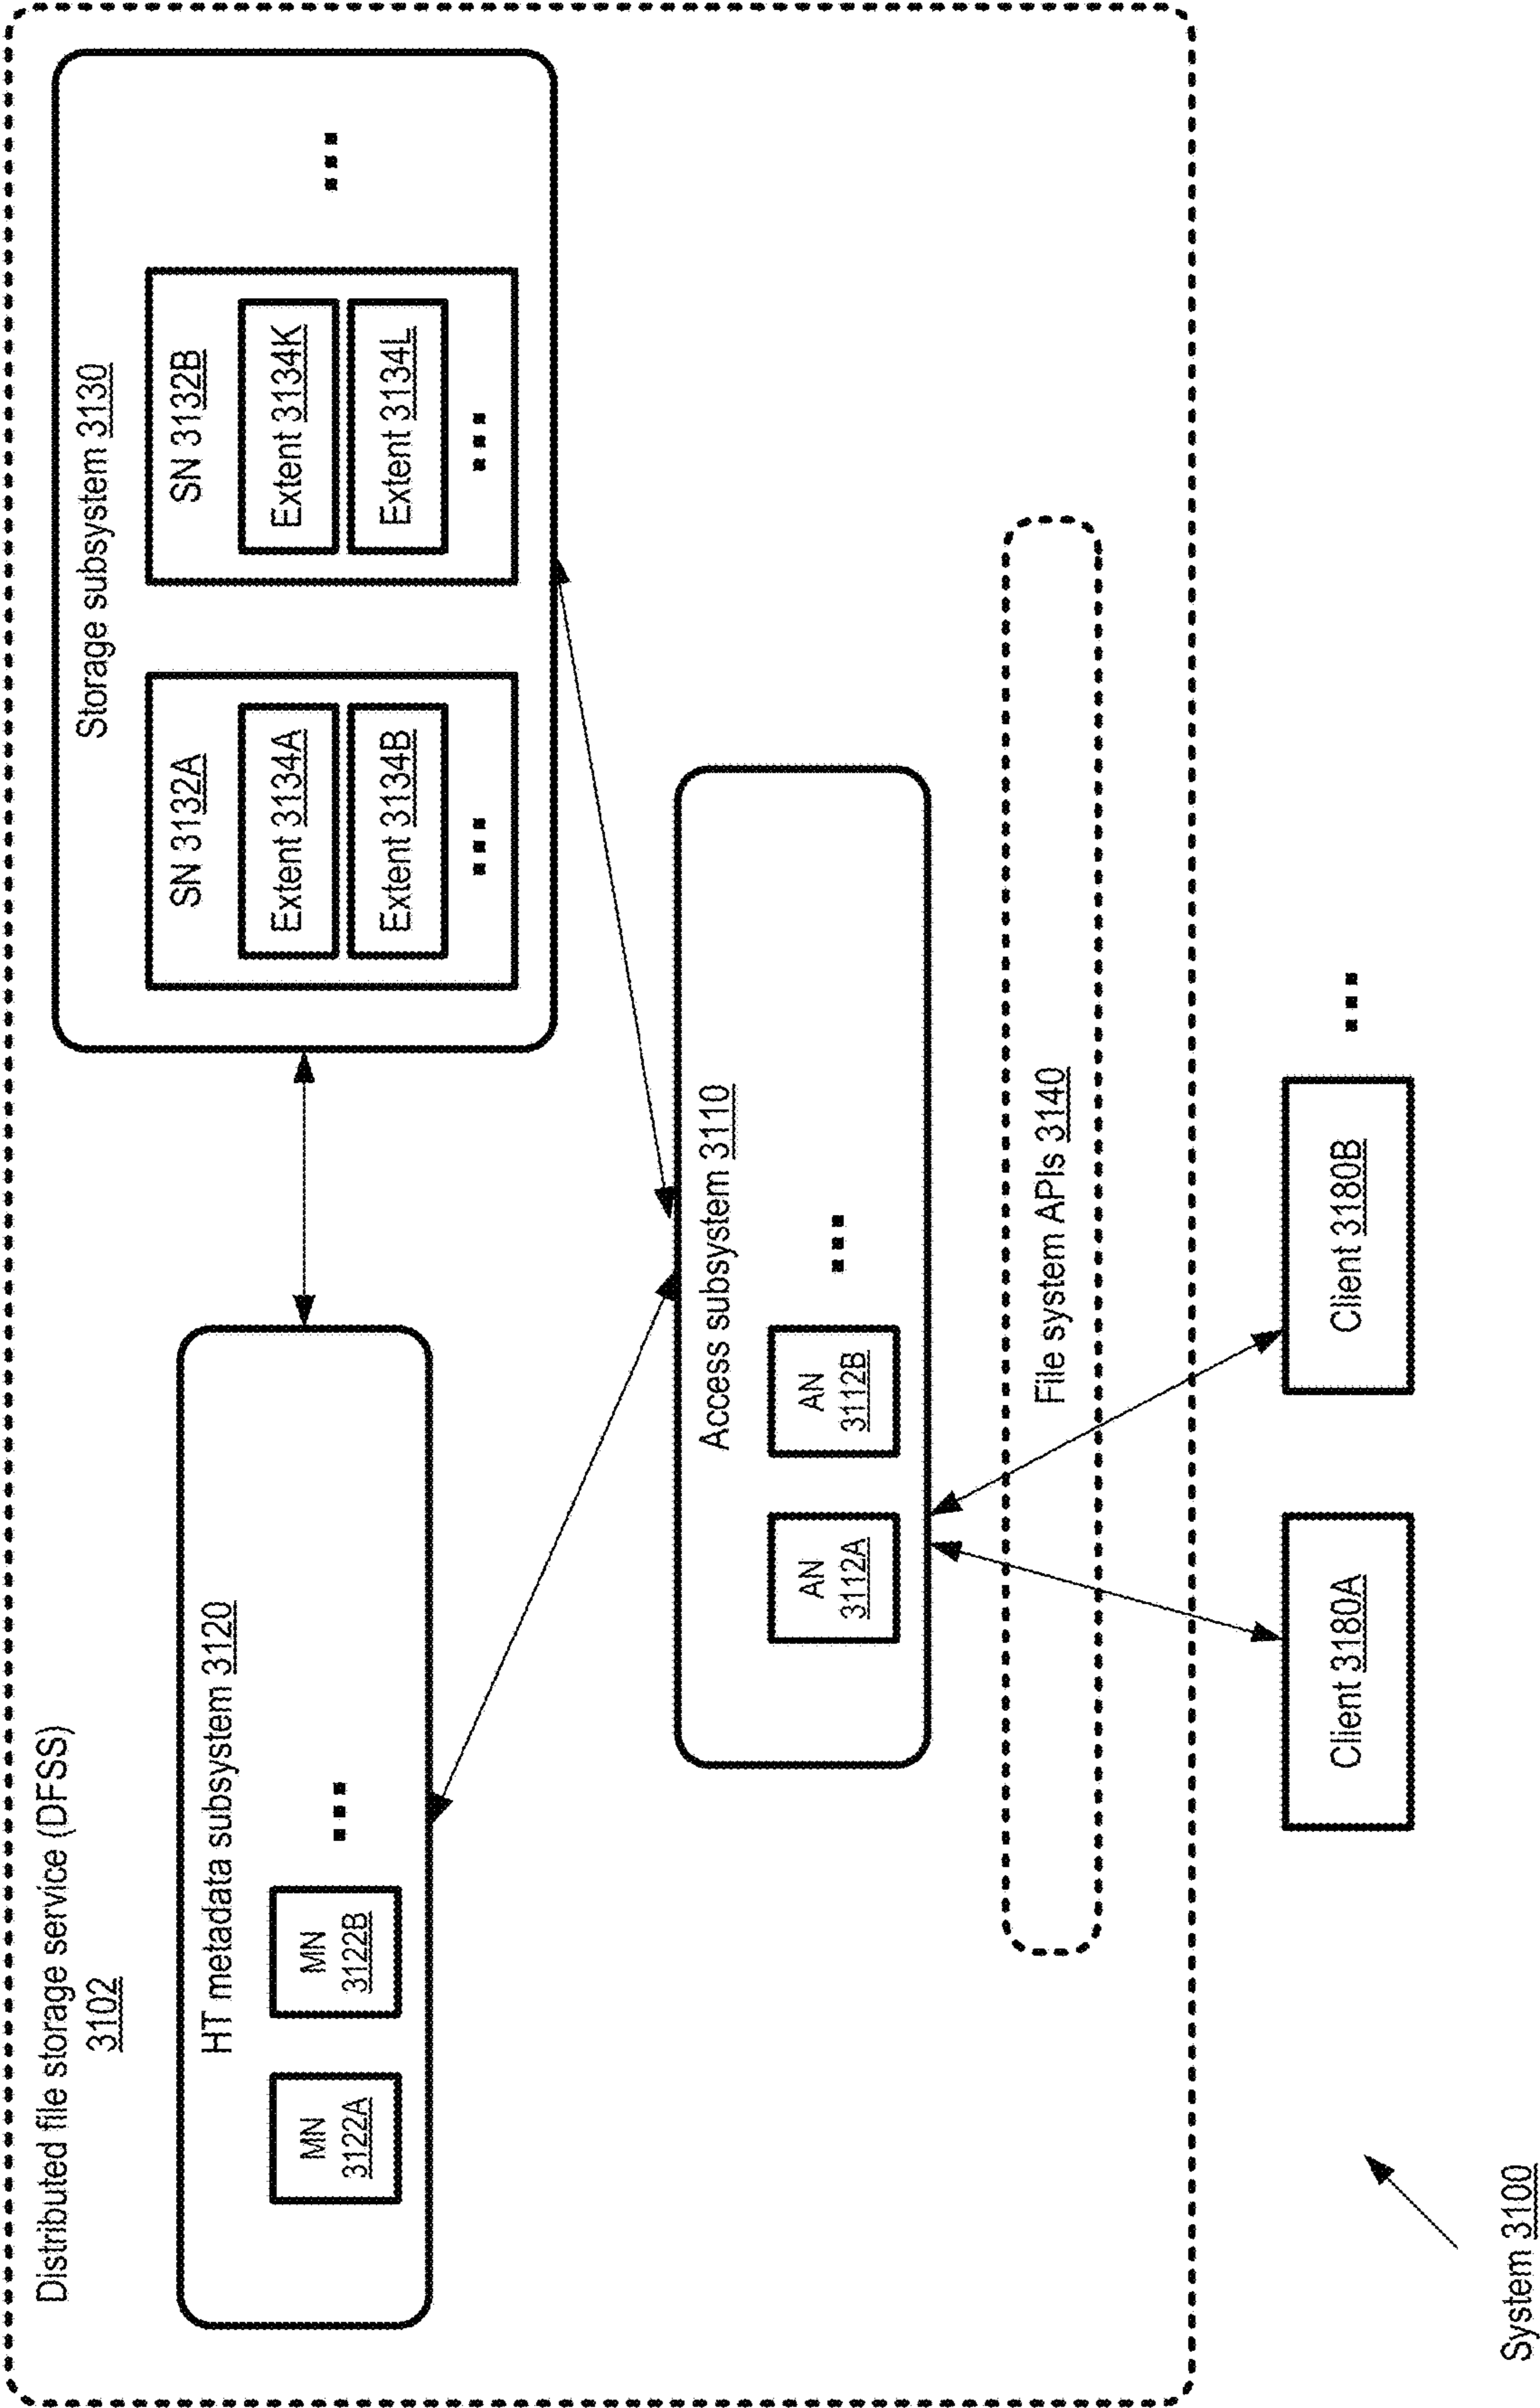 Distributed file storage service (DFSS)
3102
HT metadata subsystem 3120
MN
3122A
MN
3122B
...
Storage subsystem 3130
SN 3132A
Extent 3134A
Extent 3134B
...
SN 3132B
Extent 3134K
Extent 3134L
...
...
Access subsystem 3110
AN
3112A
AN
3112B
...
File system APIs 3140
Client 3180A
Client 3180B
...
System 3100